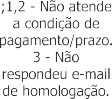 ;1,2 - Não atende
a condição de
pagamento/prazo.
3 - Não
respondeu e-mail
de homologação.